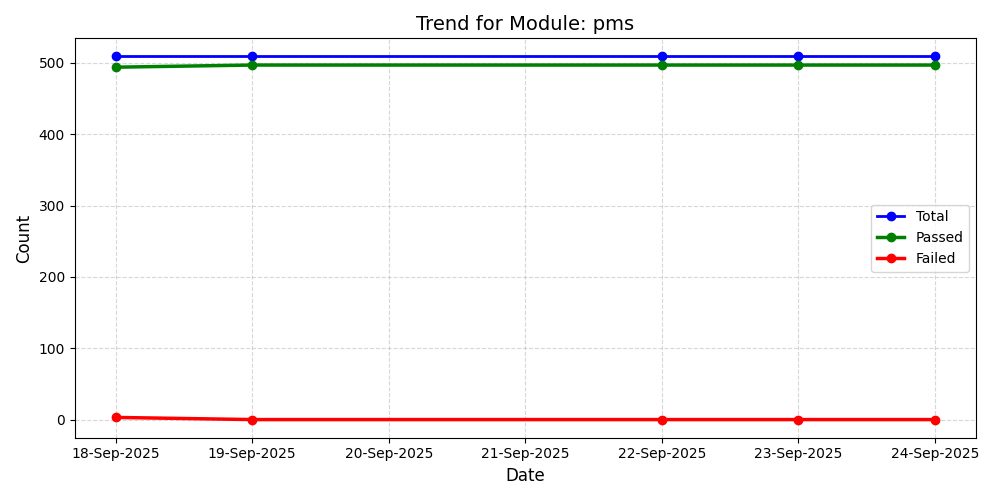 Trend for Module: pms
500
400
300
200
100
0
Count
Total
Passed
Failed
18-Sep-2025 19-Sep-2025 20-Sep-2025 21-Sep-2025 22-Sep-2025 23-Sep-2025 24-Sep-2025
Date